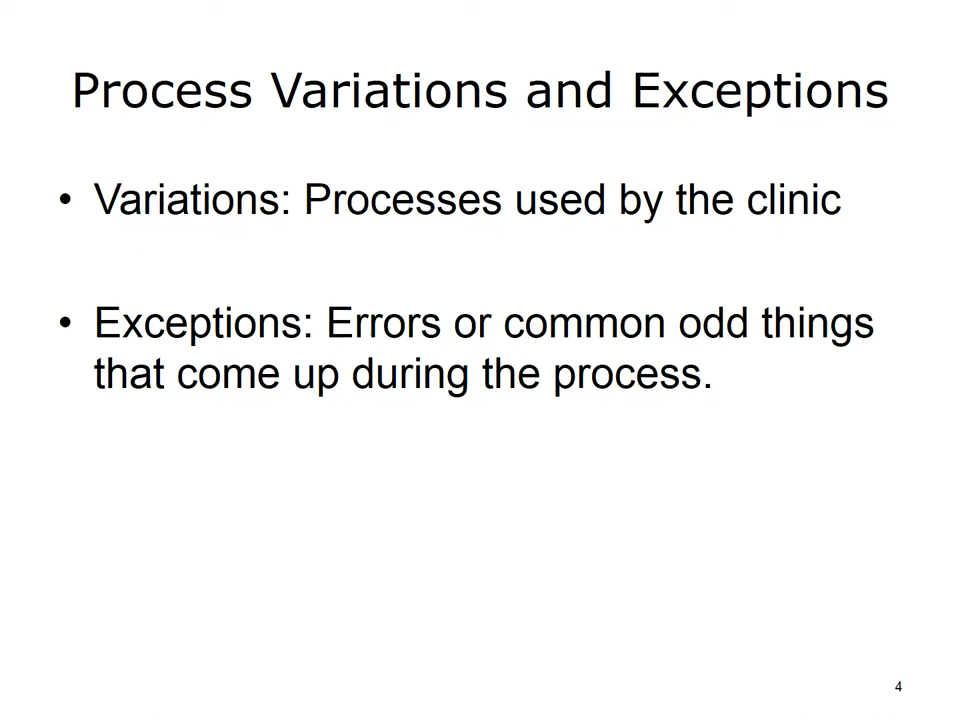 Process Variations and Exceptions
• Variations: Processes used by the clinic
• Exceptions: Errors or common odd things
that come up during the process.
4